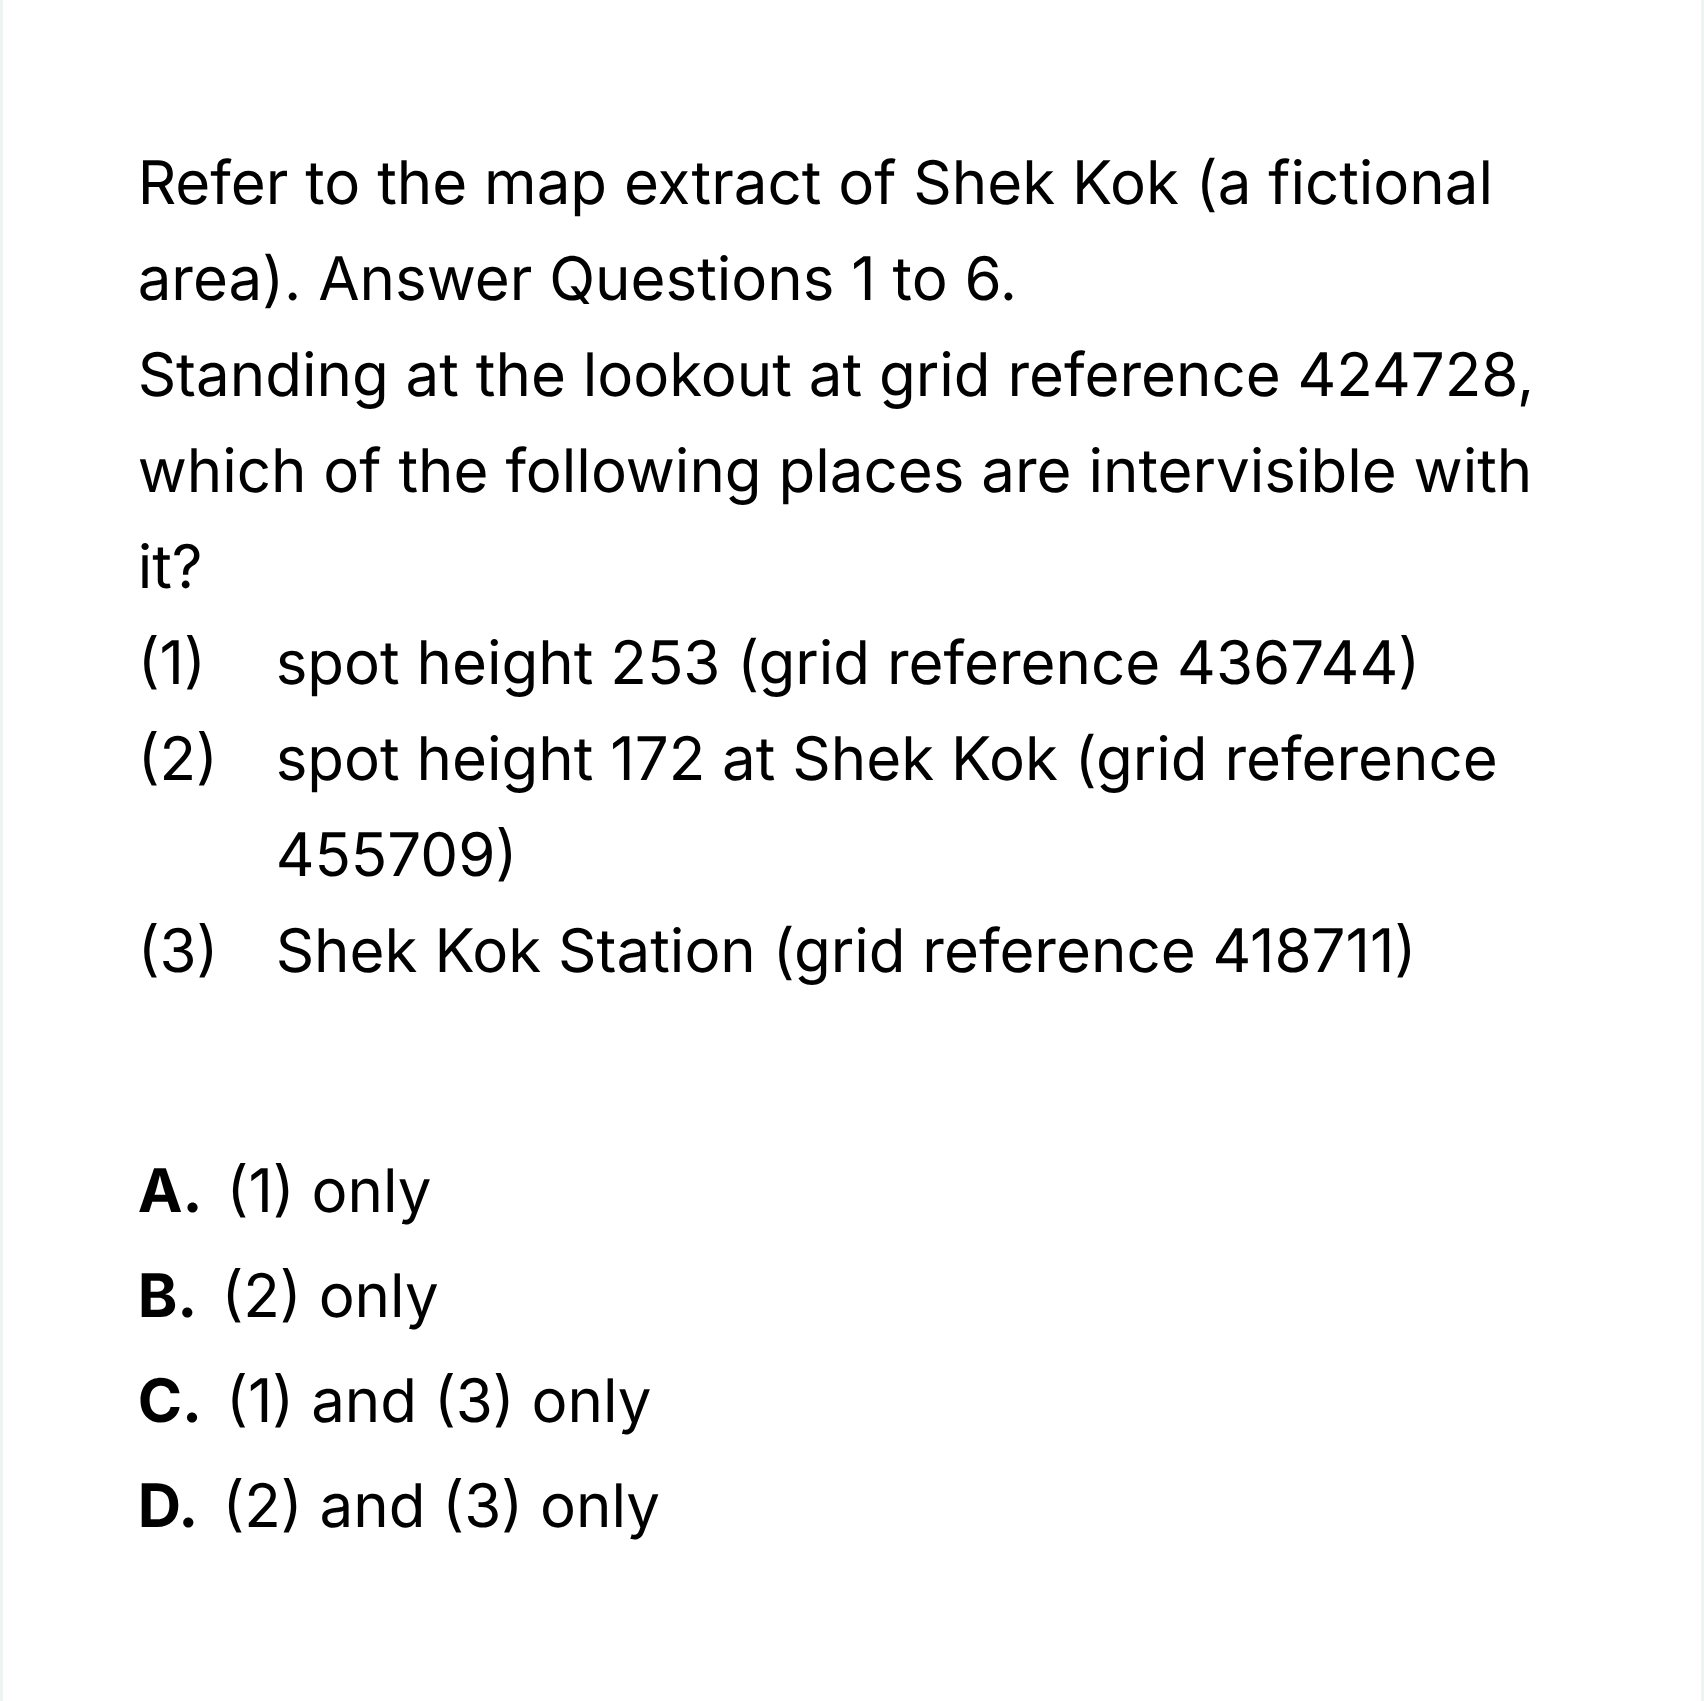 Refer to the map extract of Shek Kok (a fictional
area). Answer Questions 1 to 6.
Standing at the lookout at grid reference 424728,
which of the following places are intervisible with
it?
(1) spot height 253 (grid reference 436744)
(2) spot height 172 at Shek Kok (grid reference
455709)
(3) Shek Kok Station (grid reference 418711)
A. (1) only
B. (2) only
C. (1) and (3) only
D. (2) and (3) only